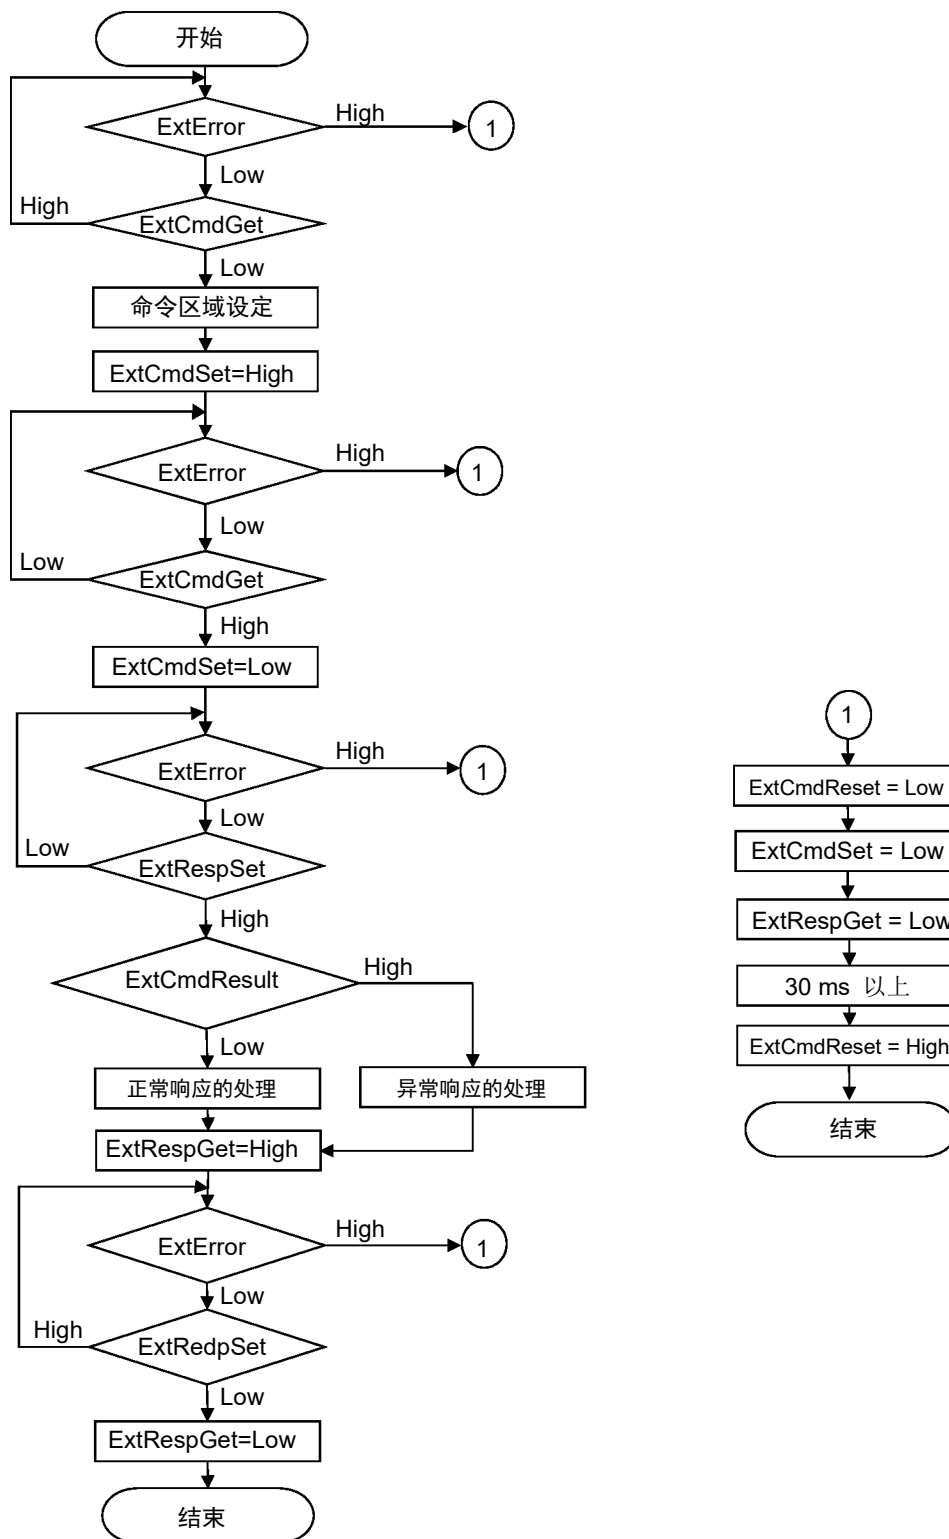 开始
ExtError
High
1
Low
High
ExtCmdGet
Low
命令区域设定
ExtCmdSet=High
ExtError
High
1
Low
Low
ExtCmdGet
High
ExtCmdSet=Low
ExtError
High
1
Low
Low
ExtRespSet
High
ExtCmdResult
High
Low
正常响应的处理
异常响应的处理
ExtRespGet=High
ExtError
High
1
Low
High
ExtRedpSet
Low
ExtRespGet=Low
结束
1
ExtCmdReset = Low
ExtCmdSet = Low
ExtRespGet = Low
30 ms 以上
ExtCmdReset = High
结束